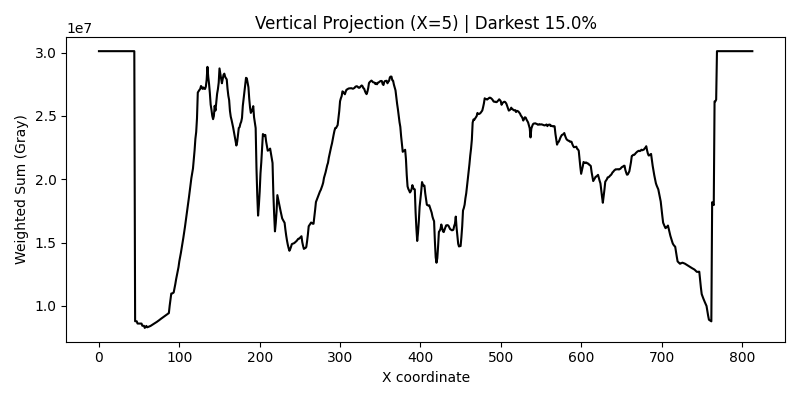 Vertical Projection (X=5) | Darkest 15.0%
1e7
3.0
2.5
2.0
1.5
1.0
Weighted Sum (Gray)
0 100 200 300 400 500 600 700 800
X coordinate